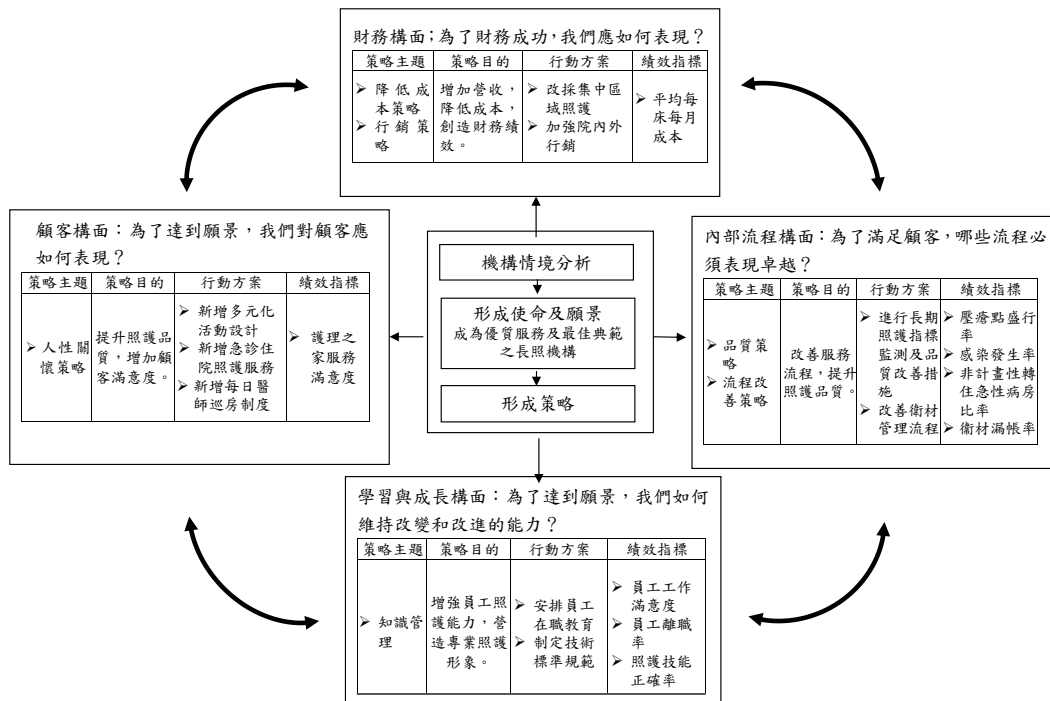 財務構面;為了財務成功,我們應如何表現?
策略主題 策略目的 行動方案 績效指標
➢ 降低成本策略
➢ 行銷策略
增加營收,
降低成本,
創造財務績
效。
➢ 改採集中區
域照護
➢ 加強院內外
行銷
➢ 平均每
床每月
成本
顧客構面:為了達到願景,我們對顧客應
如何表現?
策略主題 策略目的 行動方案 績效指標
➢ 人性關
懷策略
提升照護品
質,增加顧
客滿意度。
➢ 新增多元化
活動設計
➢ 新增急診住
院照護服務
➢ 新增每日醫
師巡房制度
➢ 護理之
家服務
滿意度
機構情境分析
形成使命及願景
成為優質服務及最佳典範
之長照機構
形成策略
內部流程構面:為了滿足顧客,哪些流程必
須表現卓越?
策略主題 策略目的 行動方案 績效指標
➢ 品質策
略
➢ 流程改
善策略
改善服務
流程,提升
照護品質。
➢ 進行長期
照護指標
監測及品
質改善措
施
➢ 改善衛材
管理流程
➢ 壓瘡點盛行
率
➢ 感染發生率
➢ 非計畫性轉
住急性病房
比率
➢ 衛材漏帳率
學習與成長構面:為了達到願景,我們如何
維持改變和改進的能力?
策略主題 策略目的 行動方案 績效指標
➢ 知識管
理
增強員工照
護能力,營
造專業照護
形象。
➢ 安排員工
在職教育
➢ 制定技術
標準規範
➢ 員工工作
滿意度
➢ 員工離職
率
➢ 照護技能
正確率